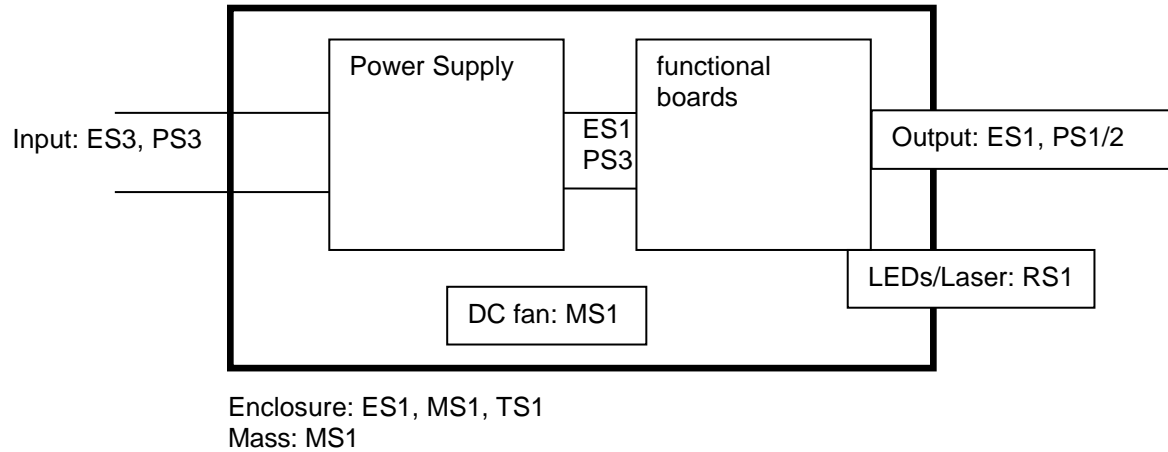 Power Supply
functional
boards
Input: ES3, PS3
ES1
PS3
Output: ES1, PS1/2
LEDs/Laser: RS1
DC fan: MS1
Enclosure: ES1, MS1, TS1
Mass: MS1